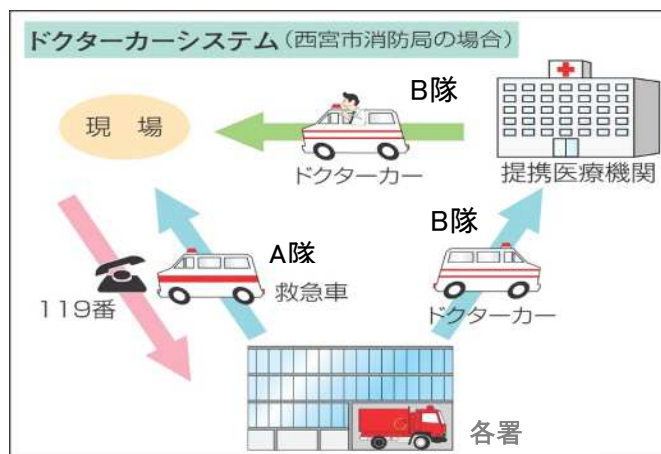 ドクターカーシステム（西宮市消防局の場合）
B隊
現 場
ドクターカー
提携医療機関
B隊
A隊
119番
救急車
ドクターカー
各署